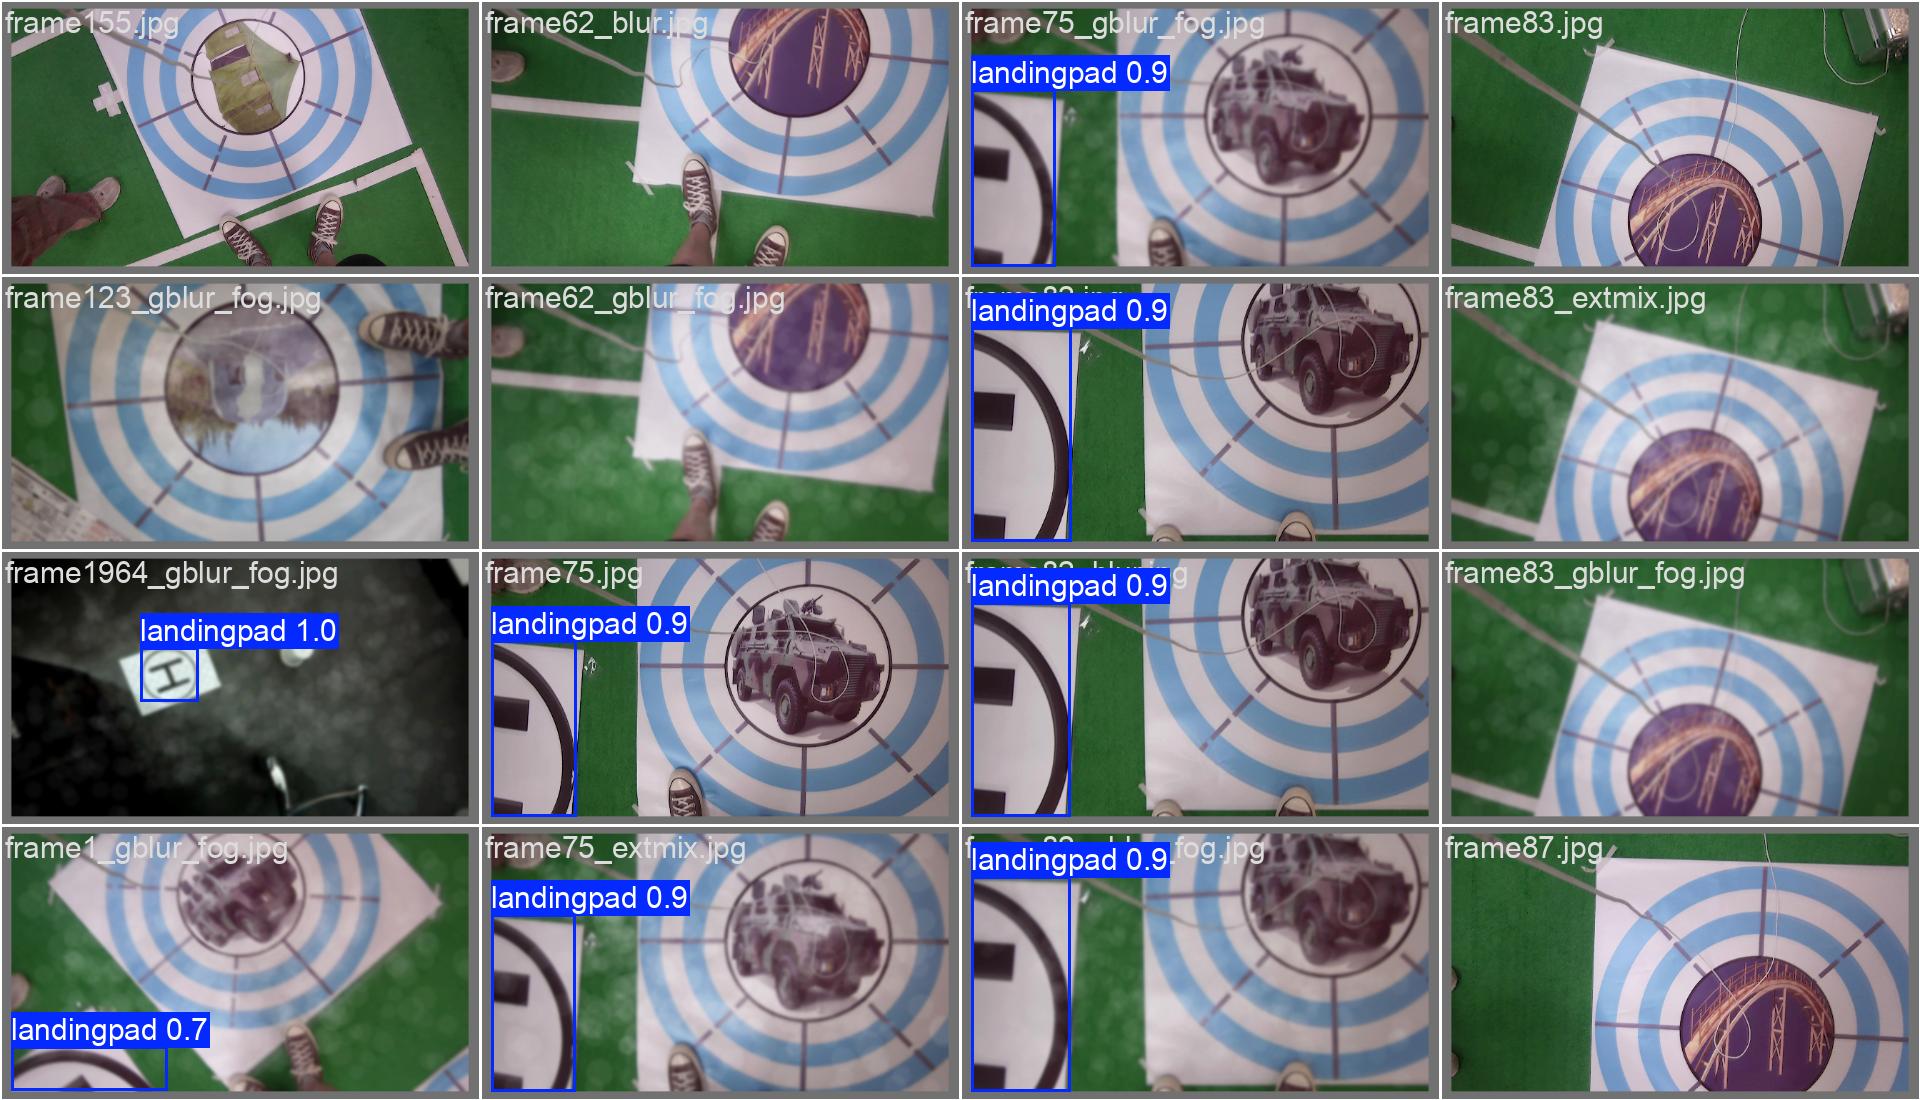 frame155.jpg
frame62_blur.jpg
frame75_gblur_fog.jpg
landingpad 0.9
frame83.jpg
frame123_gblur_fog.jpg
frame62_gblur_fog.jpg
landingpad 0.9
frame83_extmix.jpg
frame1964_gblur_fog.jpg
landingpad 1.0
H
frame75.jpg
landingpad 0.9
landingpad 0.9
frame83_gblur_fog.jpg
frame1_gblur_fog.jpg
landingpad 0.7
frame75_extmix.jpg
landingpad 0.9
landingpad 0.9
fog.jpg
frame87.jpg